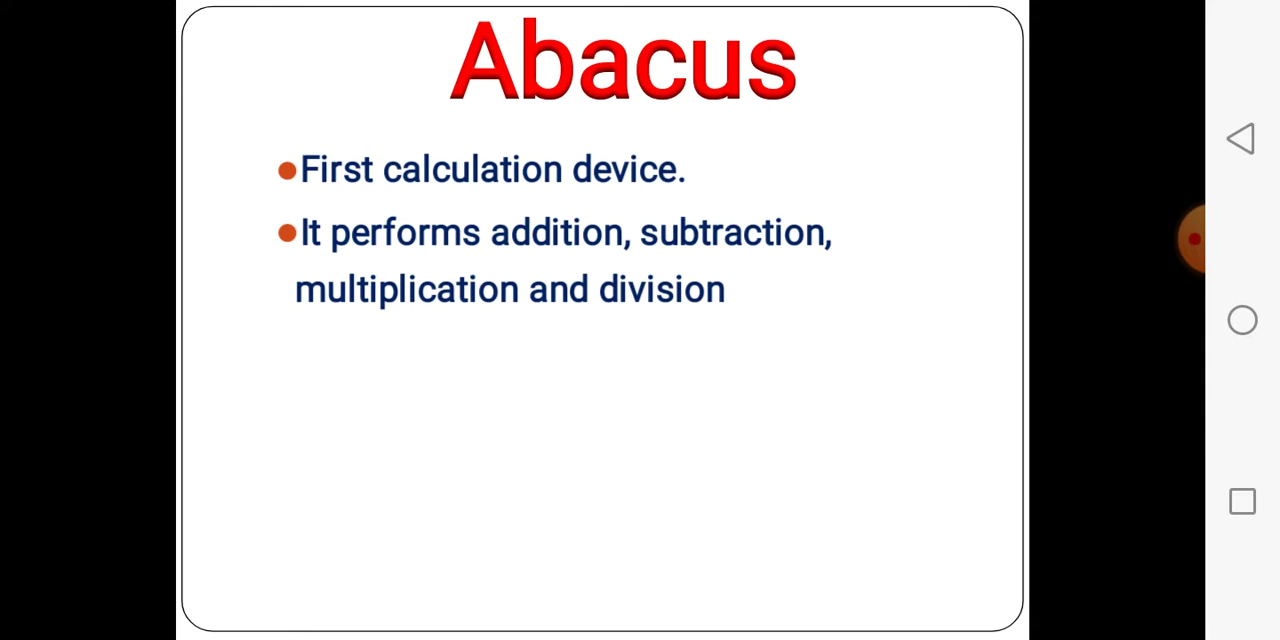 Abacus
●First calculation device.
●It performs addition, subtraction,
multiplication and division